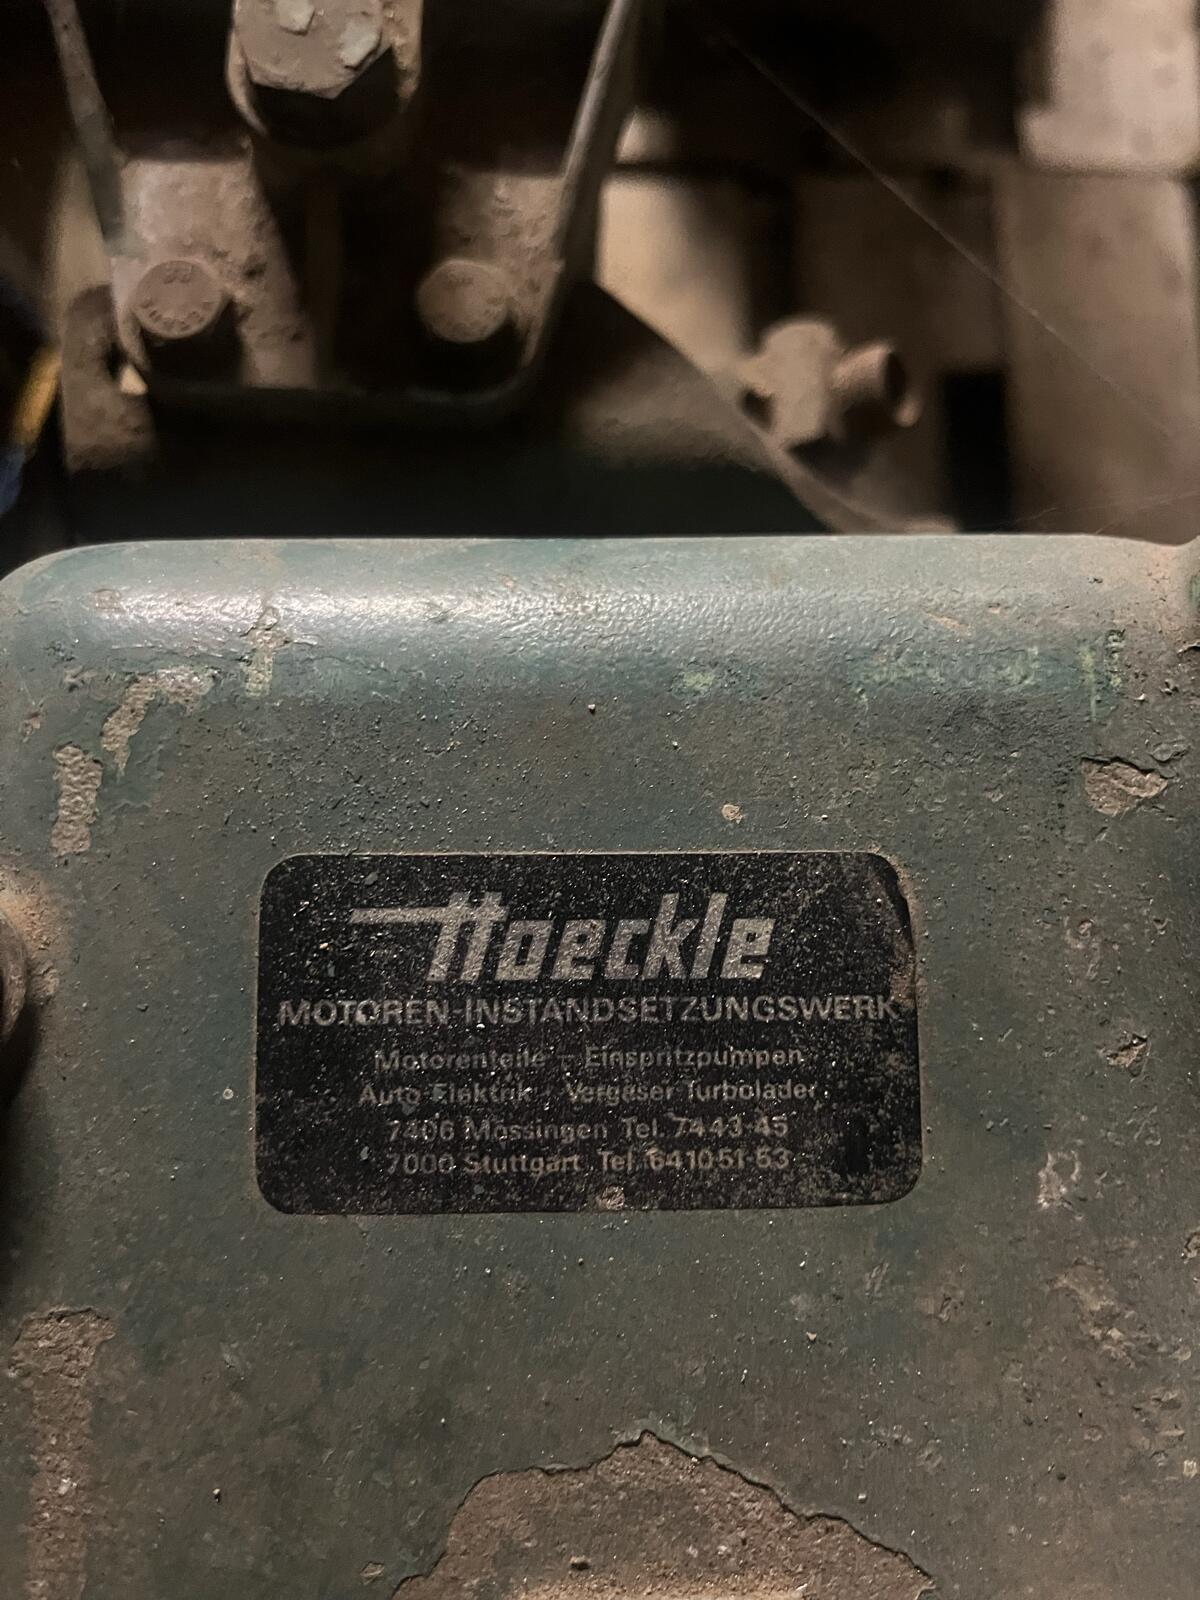 Hoeckle
MOTOREN-INSTANDSETZUNGSWERK
Motorenteile - Einspritzpumpen
Auto-Elektrik - Vergaser Turbolader
7406 Mössingen Tel. 7443-45
7000 Stuttgart Tel. 641051-53